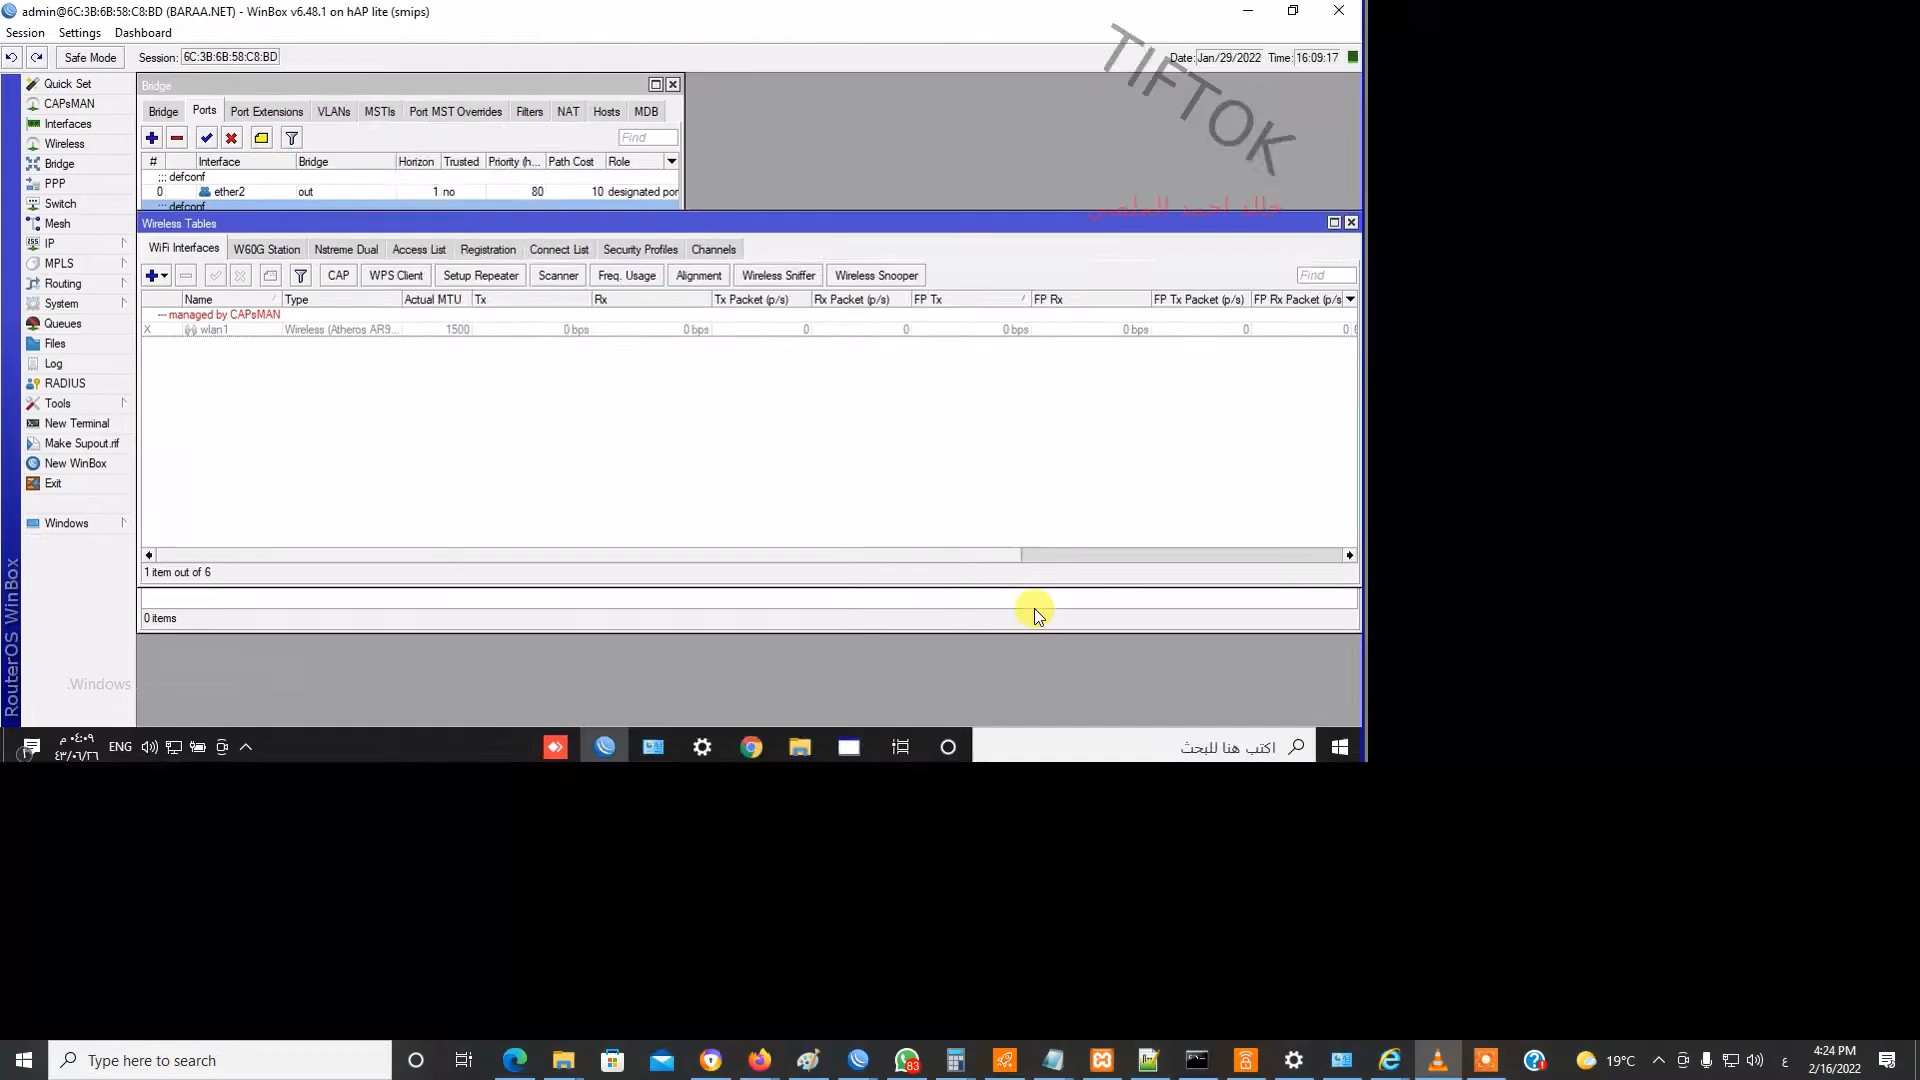 admin@6C:3B:6B:58:C8:BD (BARAA.NET) - WinBox v6.48.1 on hAP lite (smips)
Session Settings Dashboard
Safe Mode Session: 6C:3B:6B:58:C8:BD Date: Jan/29/2022 Time: 16:09:17
TIFTOK
Quick Set
CAPsMAN
Interfaces
Wireless
Bridge
PPP
Switch
Mesh
IP
MPLS
Routing
System
Queues
Files
Log
RADIUS
Tools
New Terminal
Make Supout.rif
New WinBox
Exit
Windows
RouterOS WinBox
.Windows
Bridge
Bridge Ports Port Extensions VLANs MSTIs Port MST Overrides Filters NAT Hosts MDB
Find
# Interface Bridge Horizon Trusted Priority (h... Path Cost Role
;;; defconf
0 ether2 out 1 no 80 10 designated por
;;; defconf
خالد احمد الملصي
Wireless Tables
WiFi Interfaces W60G Station Nstreme Dual Access List Registration Connect List Security Profiles Channels
CAP WPS Client Setup Repeater Scanner Freq. Usage Alignment Wireless Sniffer Wireless Snooper Find
Name Type Actual MTU Tx Rx Tx Packet (p/s) Rx Packet (p/s) FP Tx FP Rx FP Tx Packet (p/s) FP Rx Packet (p/s
--- managed by CAPsMAN
X wlan1 Wireless (Atheros AR9... 1500 0 bps 0 bps 0 0 0 bps 0 bps 0 0 6
1 item out of 6
0 items
٠٤:٠٩ م
٤٣/٠٦/٢٦
ENG
اكتب هنا للبحث
Type here to search
83
19°C
ع
4:24 PM
2/16/2022